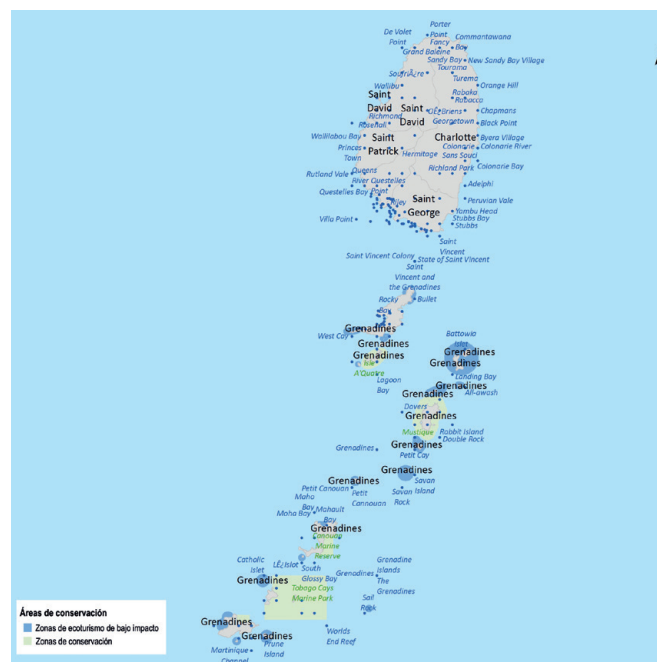 Porter
Point
De Volet
Point
Fancy
Commantawana
Bay
Grand Baleine
Sandy Bay
New Sandy Bay Village
Tourama
Turema
Wallibu
Orange Hill
Saint
David
Rabaka
Rabacca
Richmond
Saint
David
Georgetown
Chapmans
Black Point
Rosehall
Wallilabou Bay
Saint
Patrick
Charlotte
Byera Village
Princes
Town
Hermitage
Colonarie
Colonarie River
Sans Souci
Colonarie Bay
Rutland Vale
Queens
Richland Park
River Questelles
Adelphi
Questelles Bay
Point
Riley
Saint
George
Peruvian Vale
Yambu Head
Villa Point
Stubbs Bay
Stubbs
Saint
Vincent
Saint Vincent Colony
State of Saint Vincent
Saint
Vincent and
the Grenadines
Rocky
Bay
Bullet
Grenadines
West Cay
Grenadines
Grenadines
Isle
A'Quatre
Battowia
Islet
Grenadines
Grenadines
Landing Bay
Lagoon
Bay
Grenadines
All-awash
Grenadines
Dovers
Grenadines
Mustique
Rabbit Island
Double Rock
Grenadines
Grenadines
Petit Cay
Grenadines
Savan
Island
Grenadines
Petit Canouan
Petit
Cannouan
Savan
Rock
Maho
Bay
Mahault
Bay
Moho Bay
Grenadines
Canouan
Marine
Reserve
Catholic
Islet
South
Glossy Bay
Grenadine
Islands
Grenadines
The
Grenadines
Grenadines
Tobago Cays
Marine Park
Sail
Rock
Grenadines
Grenadines
Prune
Island
Worlds
End Reef
Martinique
Channel
Áreas de conservación
Zonas de ecoturismo de bajo impacto
Zonas de conservación